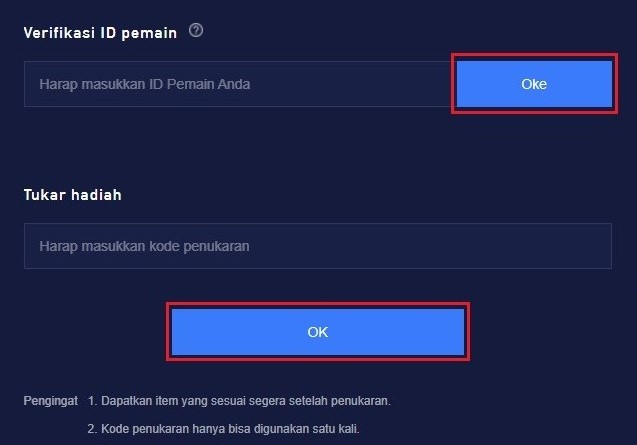 Verifikasi ID pemain
Harap masukkan ID Pemain Anda
Oke
Tukar hadiah
Harap masukkan kode penukaran
OK
Pengingat 1. Dapatkan item yang sesuai segera setelah penukaran.
2. Kode penukaran hanya bisa digunakan satu kali.